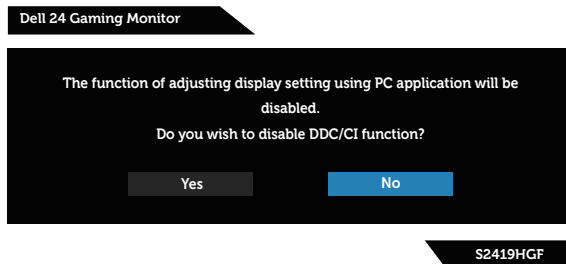 Dell 24 Gaming Monitor
The function of adjusting display setting using PC application will be
disabled.
Do you wish to disable DDC/CI function?
Yes No
S2419HGF